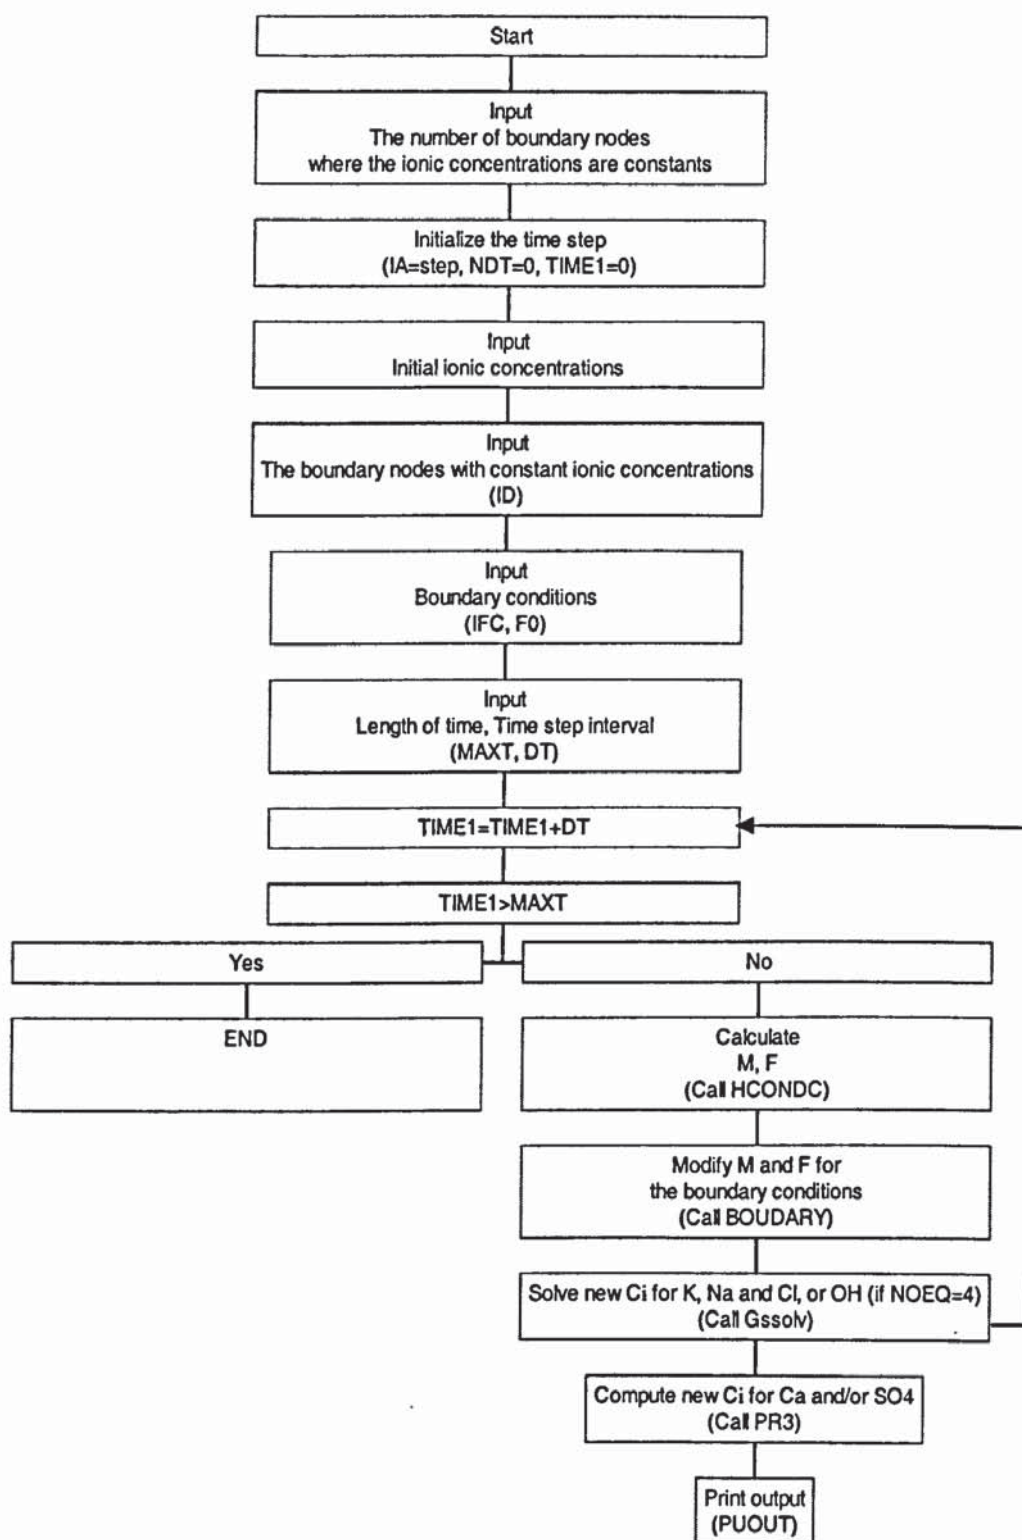 Start
Input
The number of boundary nodes
where the ionic concentrations are constants
Initialize the time step
(IA=step, NDT=0, TIME1=0)
Input
Initial ionic concentrations
Input
The boundary nodes with constant ionic concentrations
(ID)
Input
Boundary conditions
(IFC, F0)
Input
Length of time, Time step interval
(MAXT, DT)
TIME1=TIME1+DT
TIME1>MAXT
Yes
No
END
Calculate
M, F
(Call HCONDC)
Modify M and F for
the boundary conditions
(Call BOUDARY)
Solve new Ci for K, Na and Cl, or OH (if NOEQ=4)
(Call Gssolv)
Compute new Ci for Ca and/or SO4
(Call PR3)
Print output
(PUOUT)